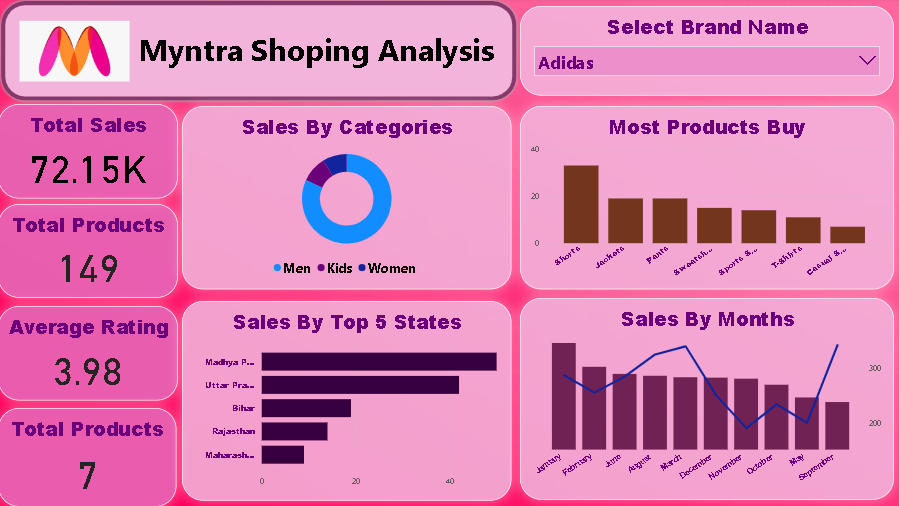 Myntra Shoping Analysis
Select Brand Name
Adidas
Total Sales
72.15K
Total Products
149
Average Rating
3.98
Total Products
7
Sales By Categories
Men Kids Women
Most Products Buy
40
20
0
Shorts
Jackets
Pants
Sweatsh...
Sports S...
T-Shirts
Casual S...
Sales By Top 5 States
Madhya P...
Uttar Pra...
Bihar
Rajasthan
Maharash...
0 20 40
Sales By Months
300
200
January
February
June
August
March
December
November
October
May
September